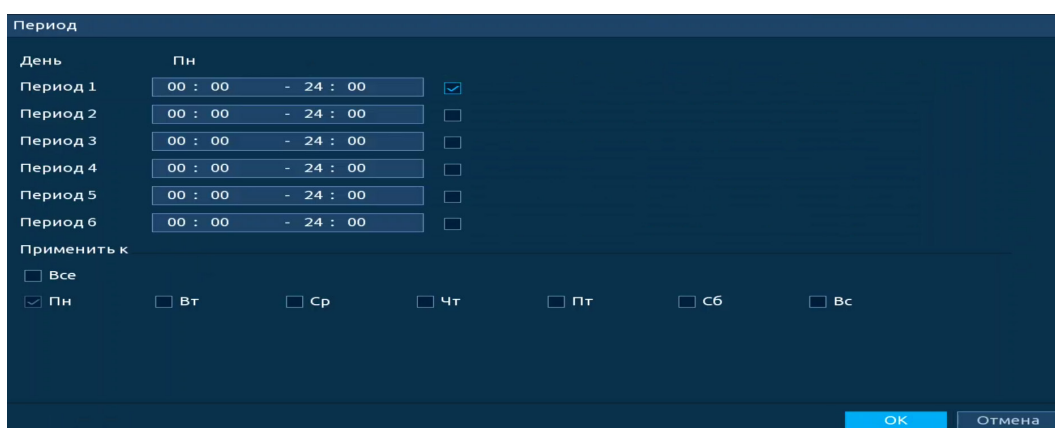 Период
День Пн
Период 1 00 : 00 - 24 : 00
Период 2 00 : 00 - 24 : 00
Период 3 00 : 00 - 24 : 00
Период 4 00 : 00 - 24 : 00
Период 5 00 : 00 - 24 : 00
Период 6 00 : 00 - 24 : 00
Применить к
Все
Пн Вт Ср Чт Пт Сб Вс
OK Отмена